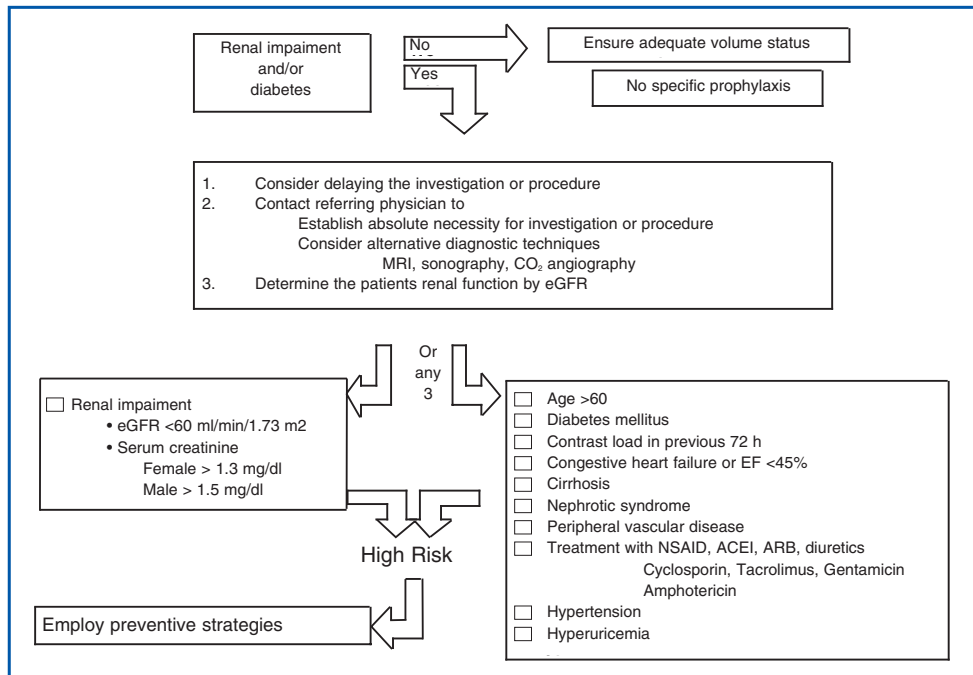 Renal impaiment
and/or
diabetes
No
Yes
Ensure adequate volume status
No specific prophylaxis
1. Consider delaying the investigation or procedure
2. Contact referring physician to
Establish absolute necessity for investigation or procedure
Consider alternative diagnostic techniques
MRI, sonography, CO₂ angiography
3. Determine the patients renal function by eGFR
Or
any
3
Renal impaiment
• eGFR <60 ml/min/1.73 m2
• Serum creatinine
Female > 1.3 mg/dl
Male > 1.5 mg/dl
Age >60
Diabetes mellitus
Contrast load in previous 72 h
Congestive heart failure or EF <45%
Cirrhosis
Nephrotic syndrome
Peripheral vascular disease
Treatment with NSAID, ACEI, ARB, diuretics
Cyclosporin, Tacrolimus, Gentamicin
Amphotericin
Hypertension
Hyperuricemia
High Risk
Employ preventive strategies